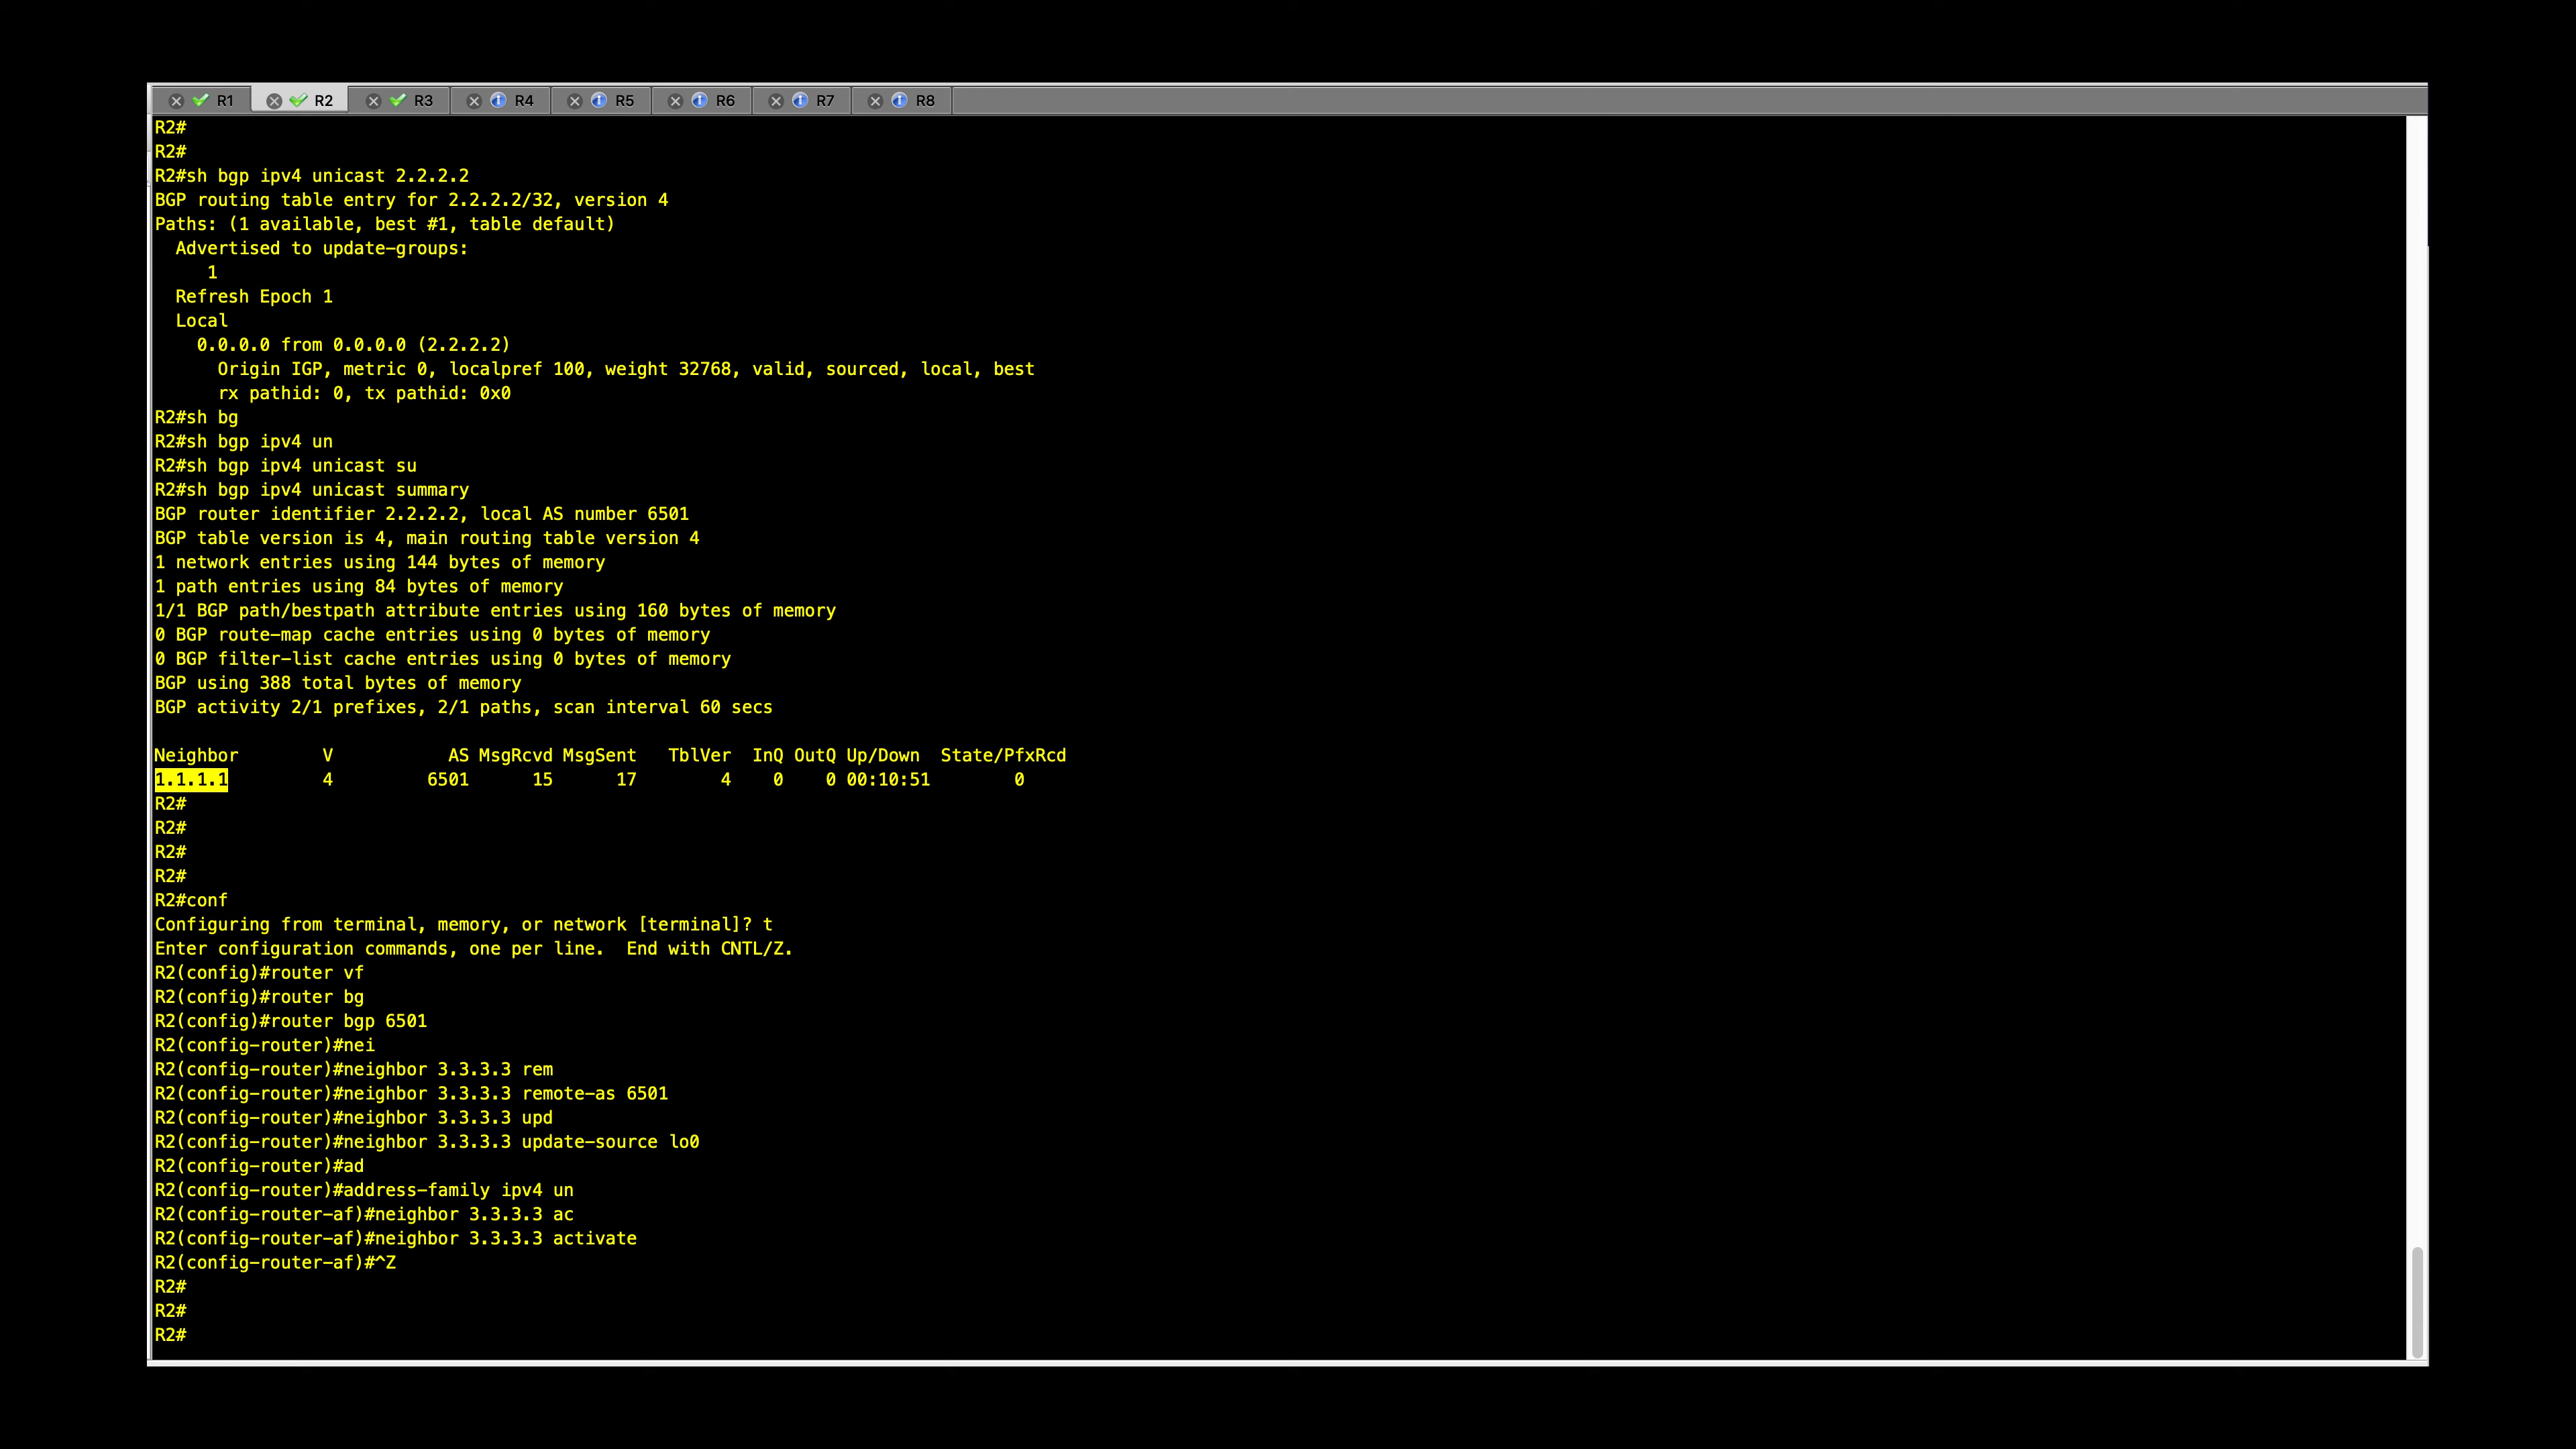 R1 R2 R3 R4 R5 R6 R7 R8
R2#
R2#
R2#sh bgp ipv4 unicast 2.2.2.2
BGP routing table entry for 2.2.2.2/32, version 4
Paths: (1 available, best #1, table default)
  Advertised to update-groups:
     1
  Refresh Epoch 1
  Local
    0.0.0.0 from 0.0.0.0 (2.2.2.2)
      Origin IGP, metric 0, localpref 100, weight 32768, valid, sourced, local, best
      rx pathid: 0, tx pathid: 0x0
R2#sh bg
R2#sh bgp ipv4 un
R2#sh bgp ipv4 unicast su
R2#sh bgp ipv4 unicast summary
BGP router identifier 2.2.2.2, local AS number 6501
BGP table version is 4, main routing table version 4
1 network entries using 144 bytes of memory
1 path entries using 84 bytes of memory
1/1 BGP path/bestpath attribute entries using 160 bytes of memory
0 BGP route-map cache entries using 0 bytes of memory
0 BGP filter-list cache entries using 0 bytes of memory
BGP using 388 total bytes of memory
BGP activity 2/1 prefixes, 2/1 paths, scan interval 60 secs
Neighbor        V           AS MsgRcvd MsgSent   TblVer  InQ OutQ Up/Down  State/PfxRcd
1.1.1.1         4         6501      15      17        4    0    0 00:10:51        0
R2#
R2#
R2#
R2#
R2#conf
Configuring from terminal, memory, or network [terminal]? t
Enter configuration commands, one per line.  End with CNTL/Z.
R2(config)#router vf
R2(config)#router bg
R2(config)#router bgp 6501
R2(config-router)#nei
R2(config-router)#neighbor 3.3.3.3 rem
R2(config-router)#neighbor 3.3.3.3 remote-as 6501
R2(config-router)#neighbor 3.3.3.3 upd
R2(config-router)#neighbor 3.3.3.3 update-source lo0
R2(config-router)#ad
R2(config-router)#address-family ipv4 un
R2(config-router-af)#neighbor 3.3.3.3 ac
R2(config-router-af)#neighbor 3.3.3.3 activate
R2(config-router-af)#^Z
R2#
R2#
R2#